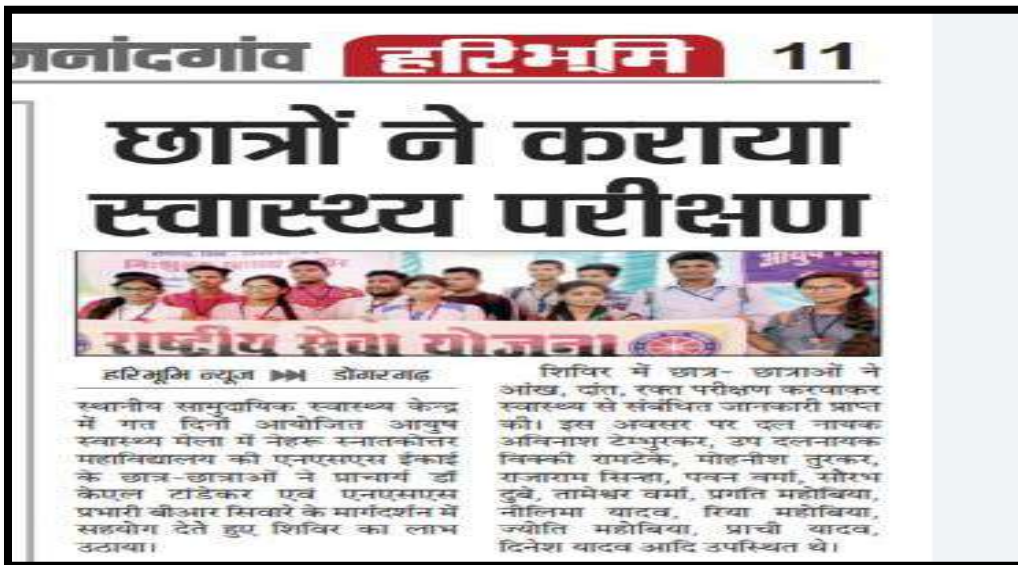 जनांदगांव हरिभूमि 11
छात्रों ने कराया
स्वास्थ्य परीक्षण
राष्ट्रीय सेवा योजना
हरिभूमि न्यूज ▶▶| डोंगरगढ़
स्थानीय सामुदायिक स्वास्थ्य केन्द्र
में गत दिनों आयोजित आयुष
स्वास्थ्य मेला में नेहरू स्नातकोत्तर
महाविद्यालय की एनएसएस ईकाई
के छात्र-छात्राओं ने प्राचार्य डॉ
केएल टांडेकर एवं एनएसएस
प्रभारी बीआर सिवारे के मार्गदर्शन में
सहयोग देते हुए शिविर का लाभ
उठाया।
शिविर में छात्र- छात्राओं ने
आंख, दांत, रक्त परीक्षण करवाकर
स्वास्थ्य से संबंधित जानकारी प्राप्त
की। इस अवसर पर दल नायक
अविनाश टेम्भुरकर, उप दलनायक
विक्की रामटेके, मोहनीश तुरकर,
राजाराम सिन्हा, पवन वर्मा, सौरभ
दुबे, तामेश्वर वर्मा, प्रगति महोबिया,
नीलिमा यादव, रिया महोबिया,
ज्योति महोबिया, प्राची यादव,
दिनेश यादव आदि उपस्थित थे।